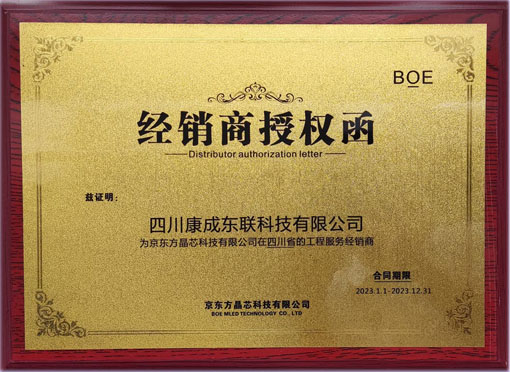 BOE
经销商授权函
Distributor authorization letter
兹证明：
四川康成东联科技有限公司
为京东方晶芯科技有限公司在四川省的工程服务经销商
合同期限
2023.1.1-2023.12.31
京东方晶芯科技有限公司
BOE MLED TECHNOLOGY CO., LTD